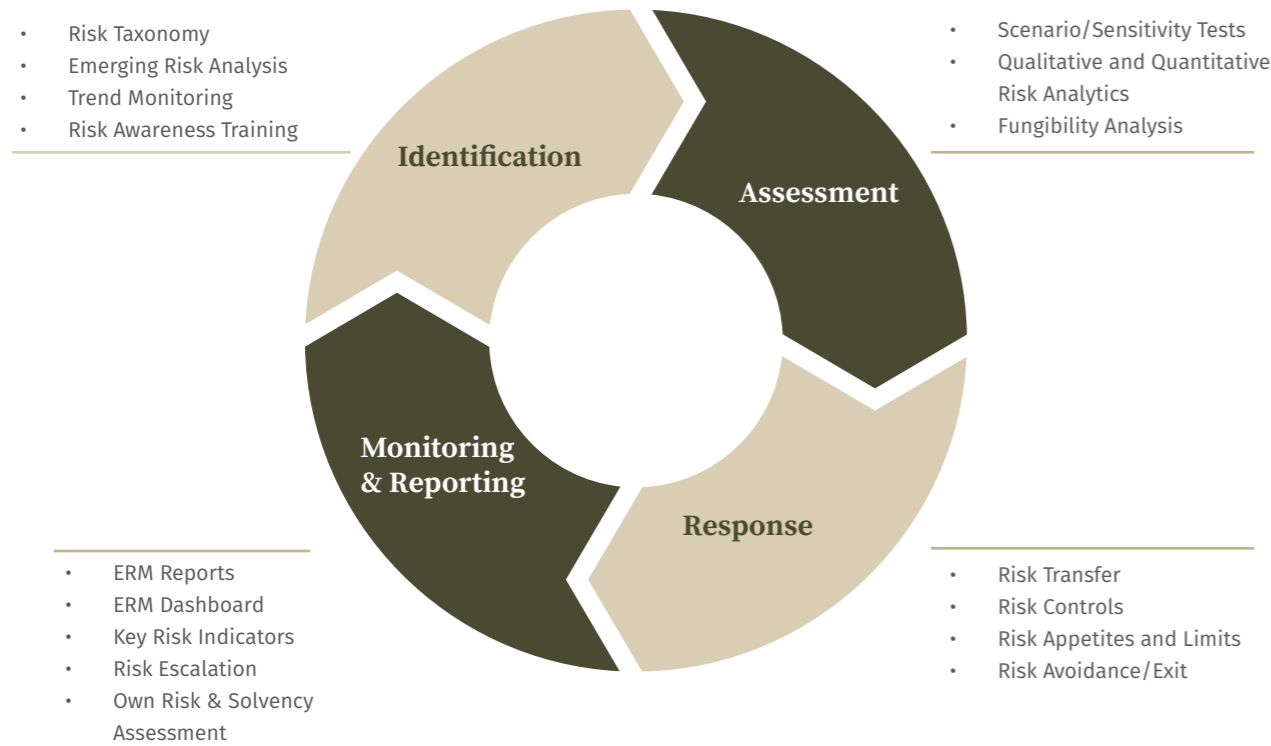 • Risk Taxonomy
• Emerging Risk Analysis
• Trend Monitoring
• Risk Awareness Training
Identification
• Scenario/Sensitivity Tests
• Qualitative and Quantitative
Risk Analytics
• Fungibility Analysis
Assessment
Monitoring
& Reporting
• ERM Reports
• ERM Dashboard
• Key Risk Indicators
• Risk Escalation
• Own Risk & Solvency
Assessment
Response
• Risk Transfer
• Risk Controls
• Risk Appetites and Limits
• Risk Avoidance/Exit